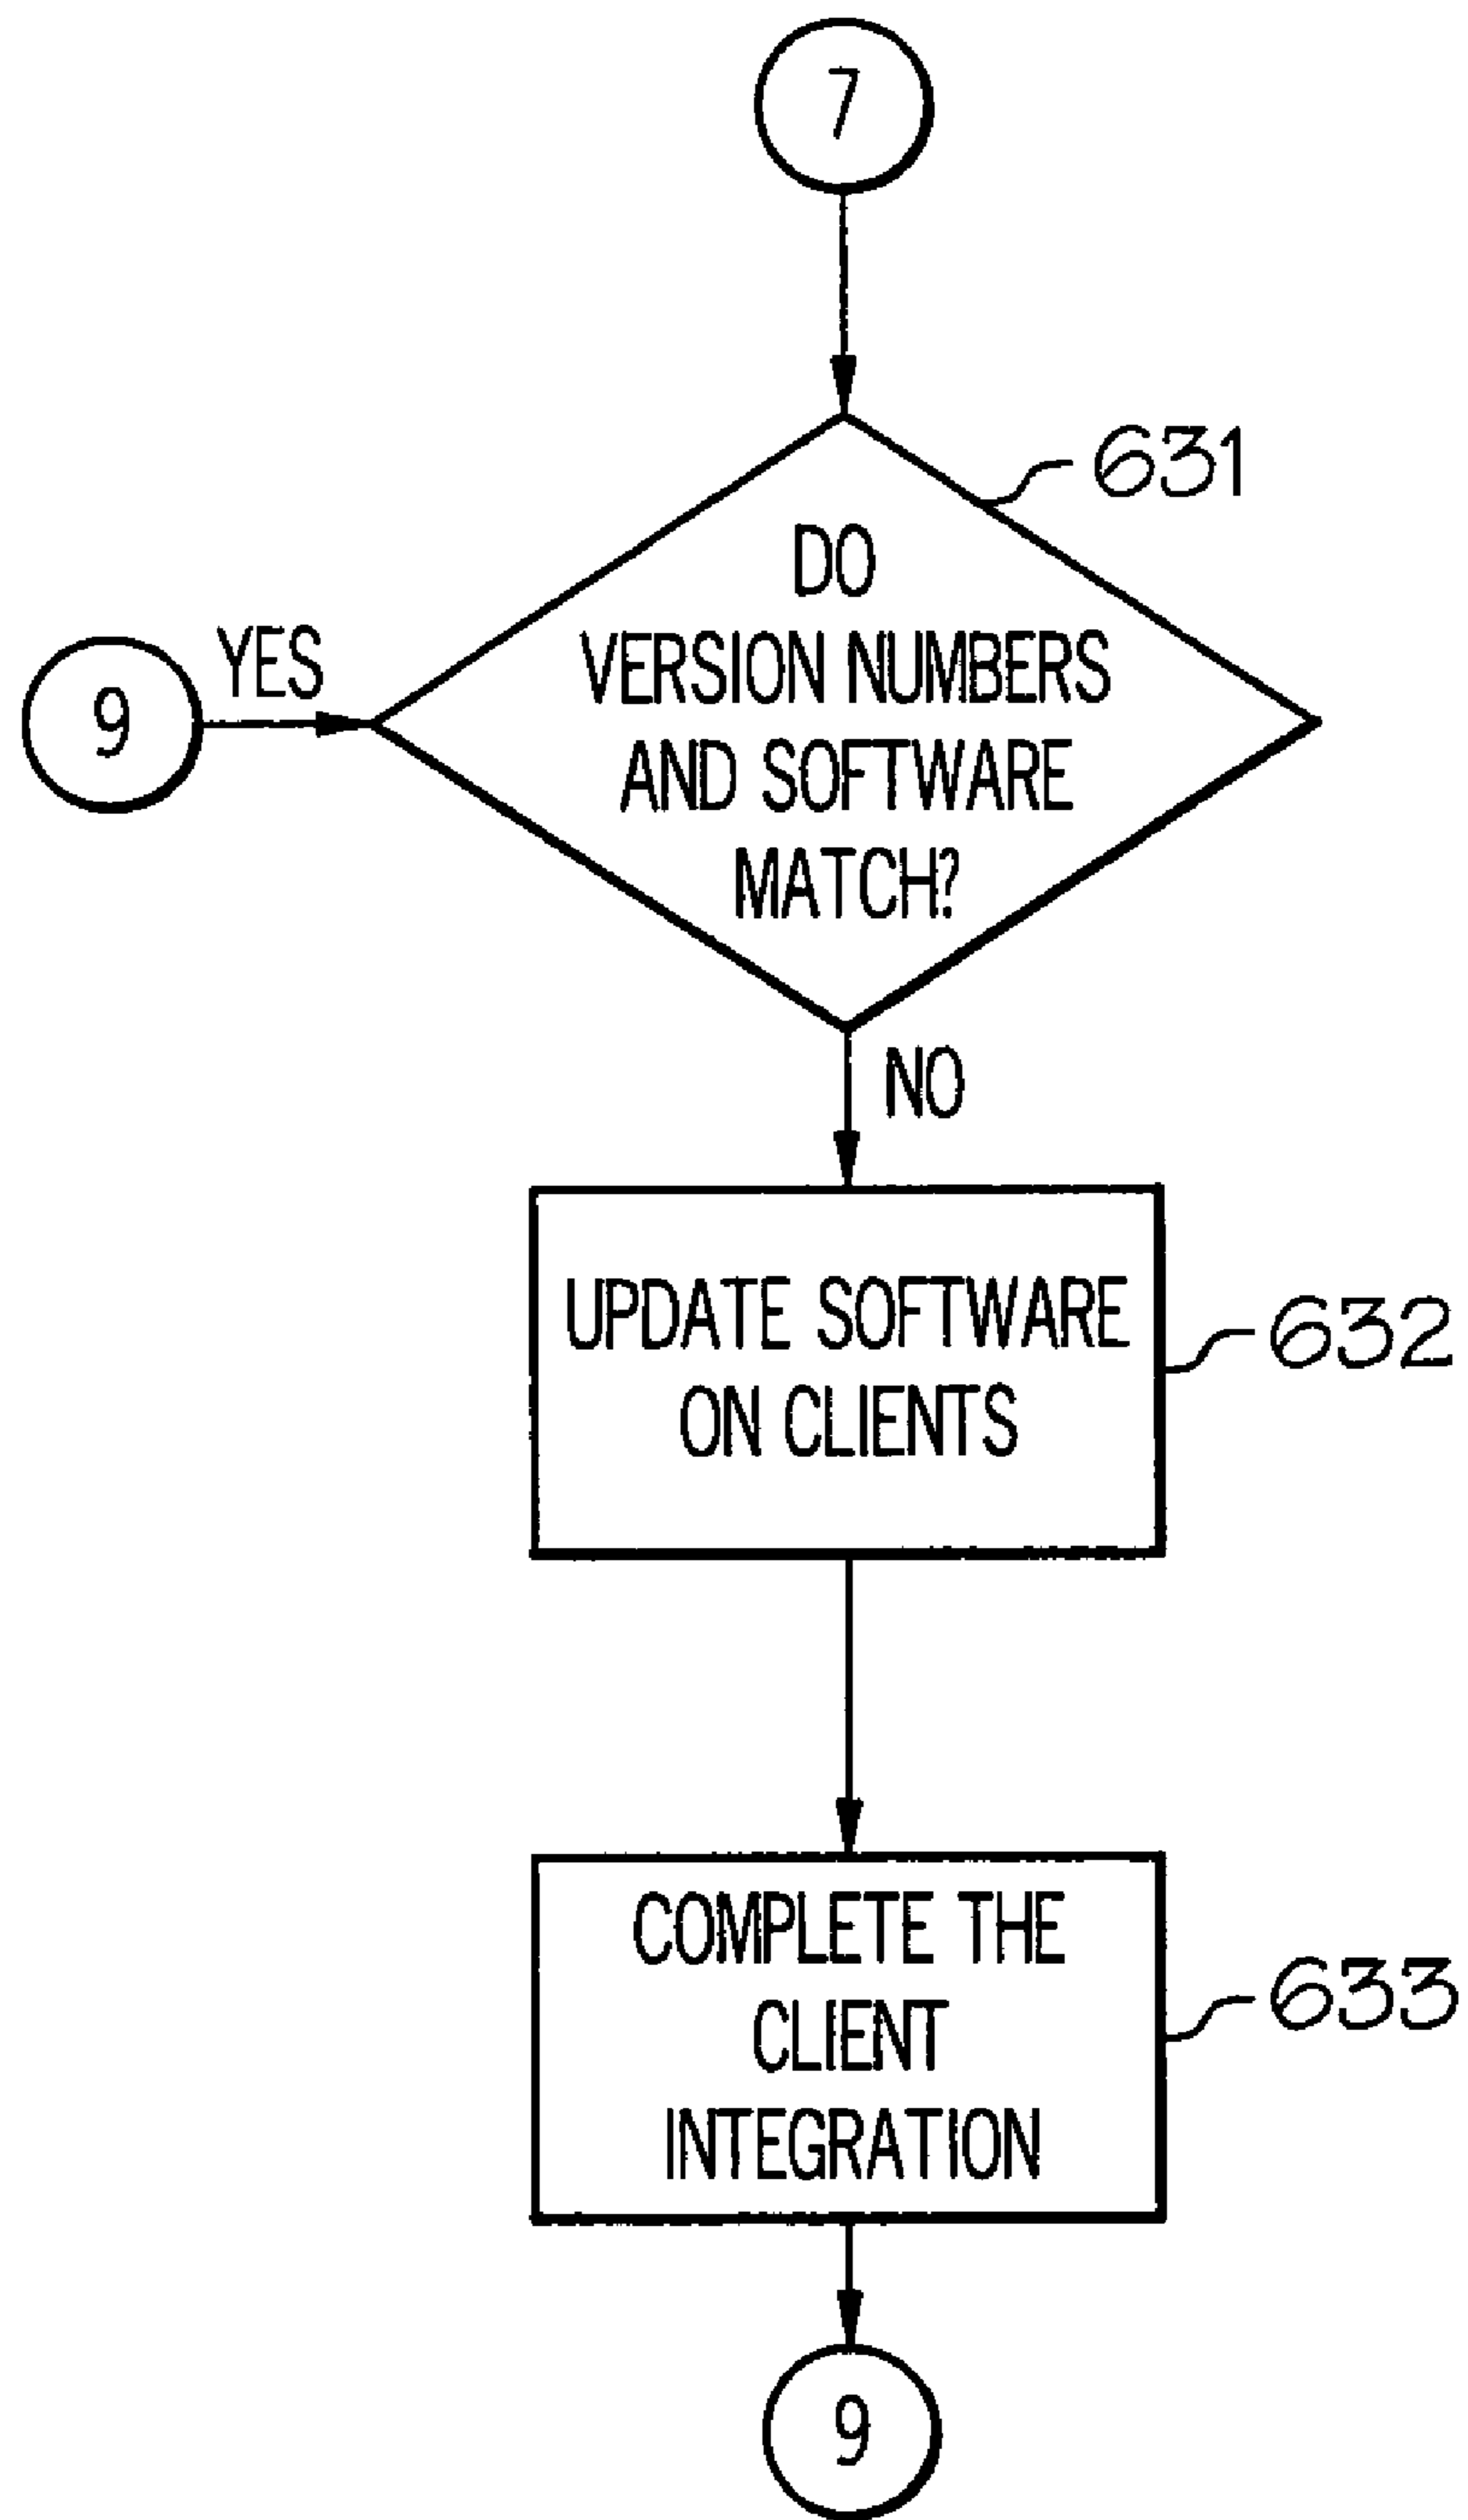 7
631
DO
VERSION NUMBERS
AND SOFTWARE
MATCH?
YES
9
NO
UPDATE SOFTWARE
ON CLIENTS
632
COMPLETE THE
CLIENT
INTEGRATION
633
9